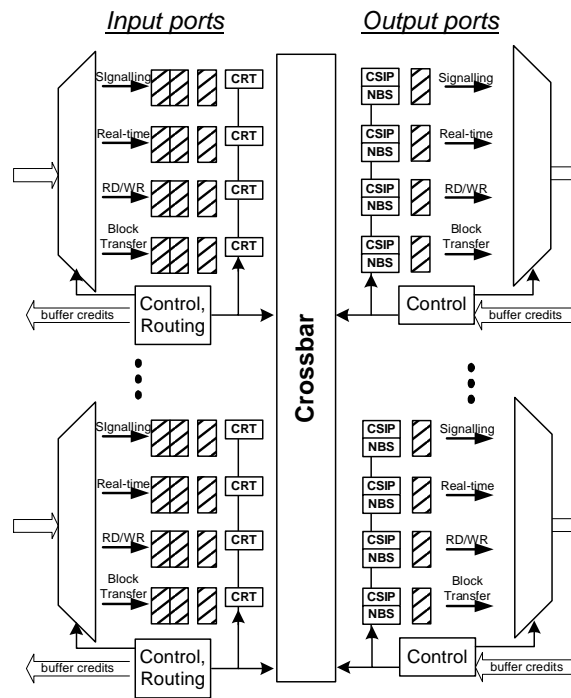 Input ports
Output ports
SIgnalling
CRT
CSIP
NBS
Signalling
Real-time
CRT
CSIP
NBS
Real-time
RD/WR
CRT
CSIP
NBS
RD/WR
Block
Transfer
CRT
CSIP
NBS
Block
Transfer
Control,
Routing
buffer credits
Crossbar
Control
buffer credits
SIgnalling
CRT
CSIP
NBS
Signalling
Real-time
CRT
CSIP
NBS
Real-time
RD/WR
CRT
CSIP
NBS
RD/WR
Block
Transfer
CRT
CSIP
NBS
Block
Transfer
Control,
Routing
buffer credits
Control
buffer credits